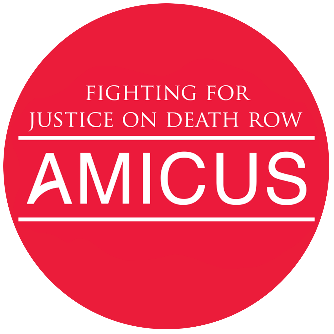 FIGHTING FOR
JUSTICE ON DEATH ROW
AMICUS